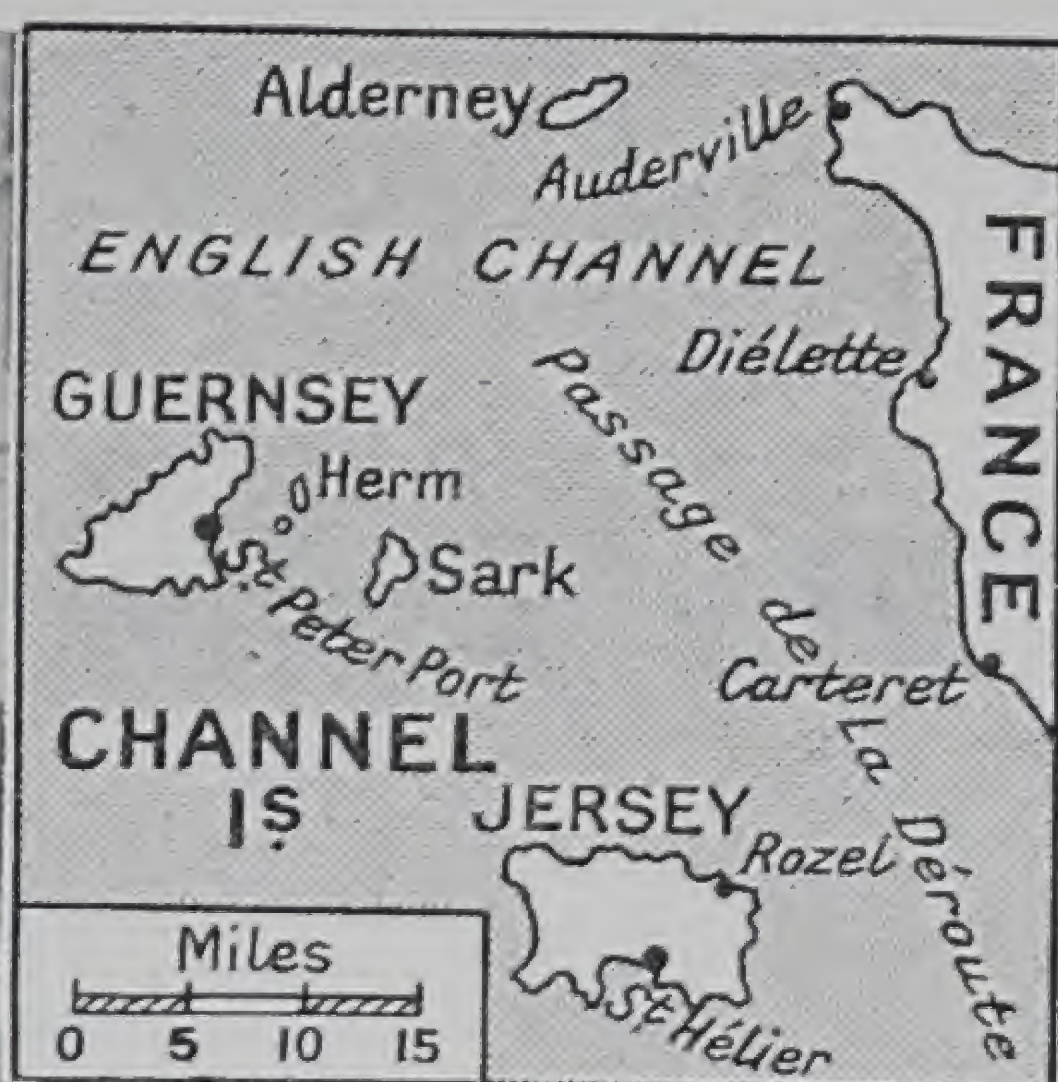 Alderney
Auderville
ENGLISH CHANNEL
FRANCE
Diélette
Passage de la Déroute
GUERNSEY
Herm
Sark
St Peter Port
Carteret
CHANNEL
IS.
JERSEY
Rozel
St Hélier
Miles
0 5 10 15